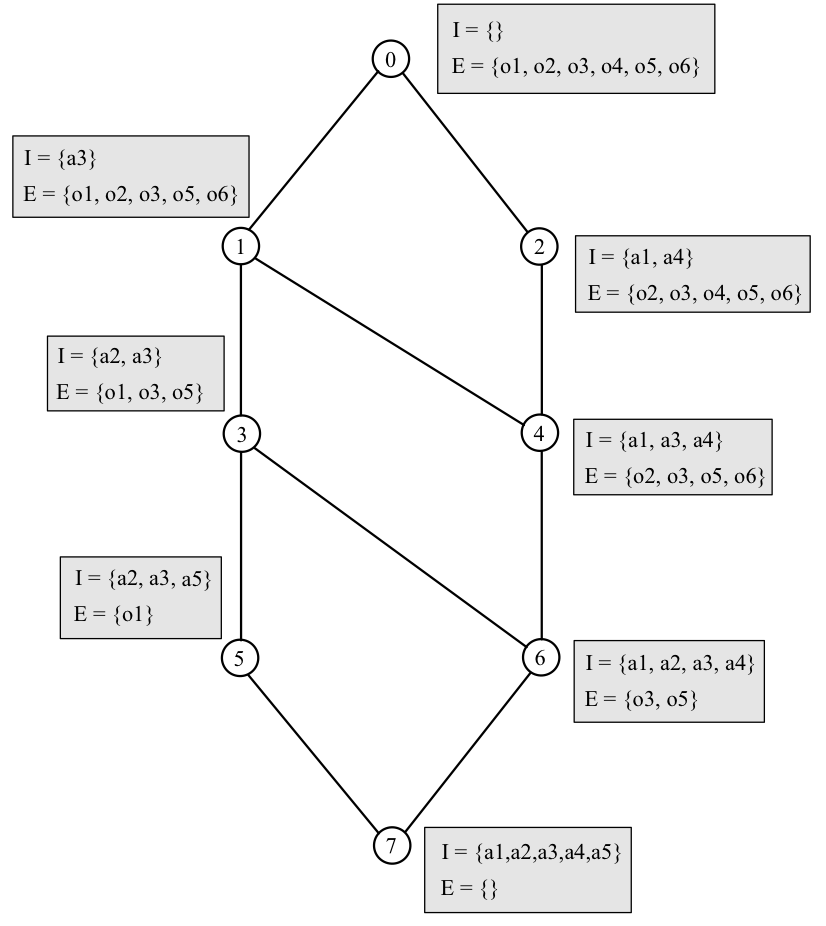 0
I = {}
E = {o1, o2, o3, o4, o5, o6}
I = {a3}
E = {o1, o2, o3, o5, o6}
1
2
I = {a1, a4}
E = {o2, o3, o4, o5, o6}
I = {a2, a3}
E = {o1, o3, o5}
3
4
I = {a1, a3, a4}
E = {o2, o3, o5, o6}
I = {a2, a3, a5}
E = {o1}
5
6
I = {a1, a2, a3, a4}
E = {o3, o5}
7
I = {a1,a2,a3,a4,a5}
E = {}